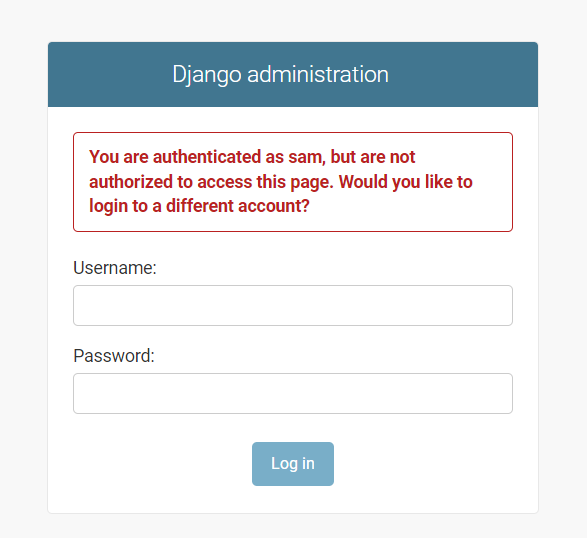 Django administration
You are authenticated as sam, but are not
authorized to access this page. Would you like to
login to a different account?
Username:
Password:
Log in